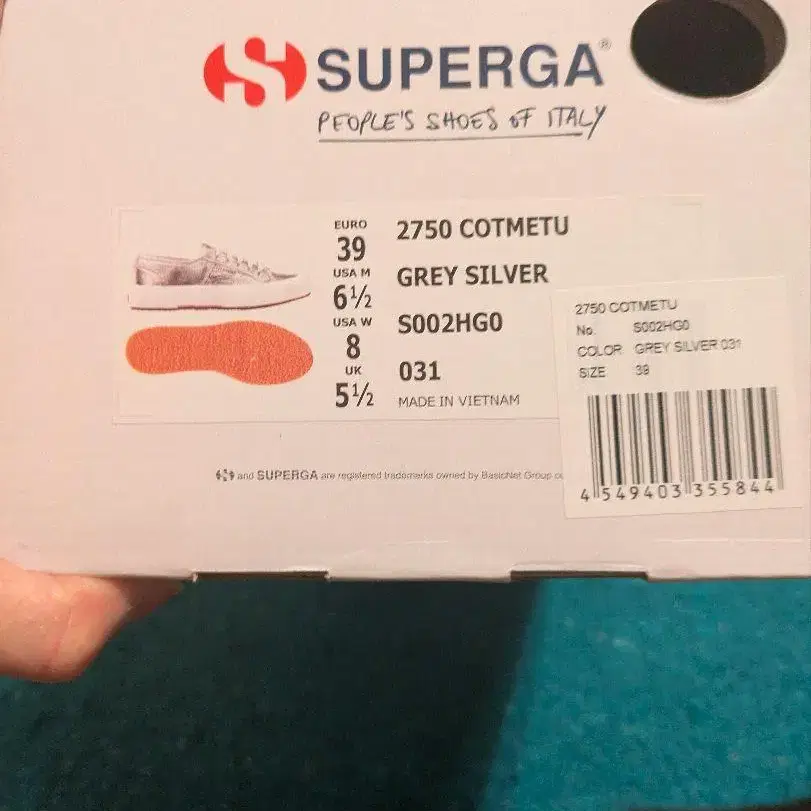 SUPERGA®
PEOPLE'S SHOES OF ITALY
EURO
39
USA M
6½
USA W
8
UK
5½
2750 COTMETU
GREY SILVER
S002HG0
031
MADE IN VIETNAM
2750 COTMETU
No. S002HG0
COLOR GREY SILVER 031
SIZE 39
4 549403 355844
and SUPERGA are registered trademarks owned by BasicNet Group